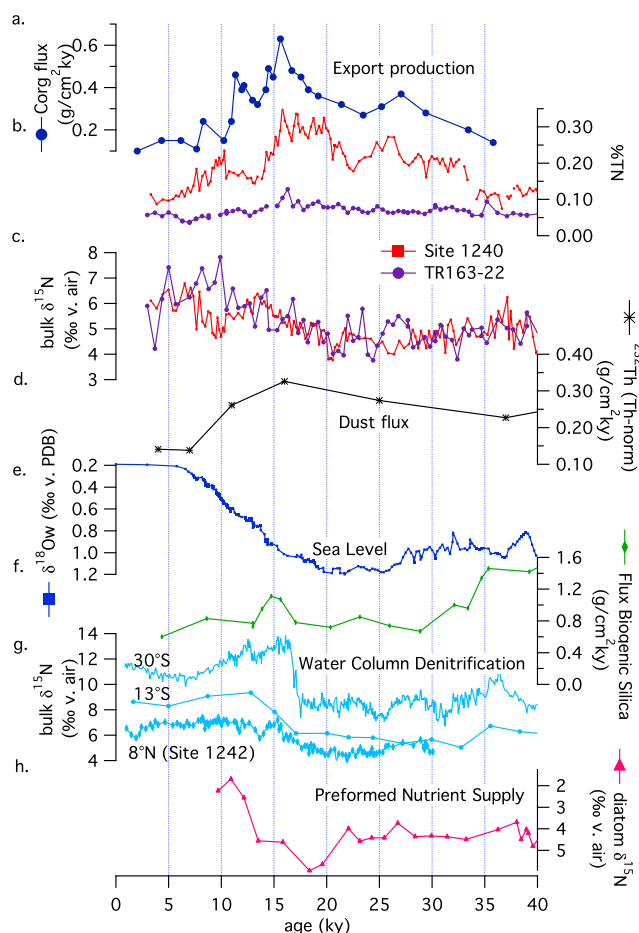 a.
Corg flux
(g/cm²ky)
0.6
0.4
0.2
Export production
b.
0.30
0.20
0.10
0.00
%TN
c.
Site 1240
TR163-22
bulk δ¹⁵N
(‰ v. air)
8
7
6
5
4
3
²³²Th (Th-norm)
(g/cm²ky)
0.40
0.30
0.20
0.10
d.
Dust flux
e.
δ¹⁸Ow (‰ v. PDB)
0.2
0.4
0.6
0.8
1.0
1.2
Sea Level
f.
1.6
1.2
0.8
0.4
0.0
Flux Biogenic Silica
(g/cm²ky)
g.
bulk δ¹⁵N
(‰ v. air)
14
12
10
8
6
4
30°S
Water Column Denitrification
13°S
8°N (Site 1242)
h.
Preformed Nutrient Supply
2
3
4
5
diatom δ¹⁵N
(‰ v. air)
0
5
10
15
20
25
30
35
40
age (ky)